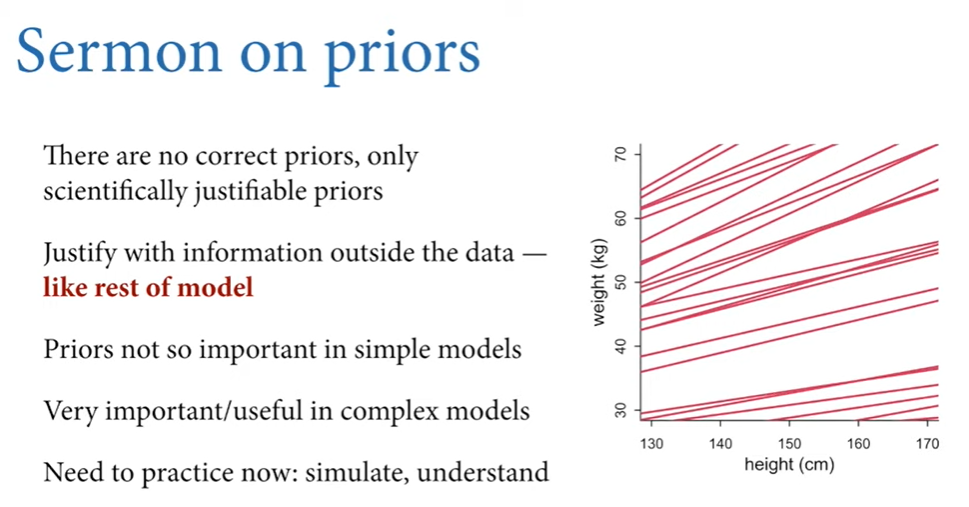 Sermon on priors
There are no correct priors, only
scientifically justifiable priors
Justify with information outside the data —
like rest of model
Priors not so important in simple models
Very important/useful in complex models
Need to practice now: simulate, understand
70
60
50
40
30
weight (kg)
130 140 150 160 170
height (cm)